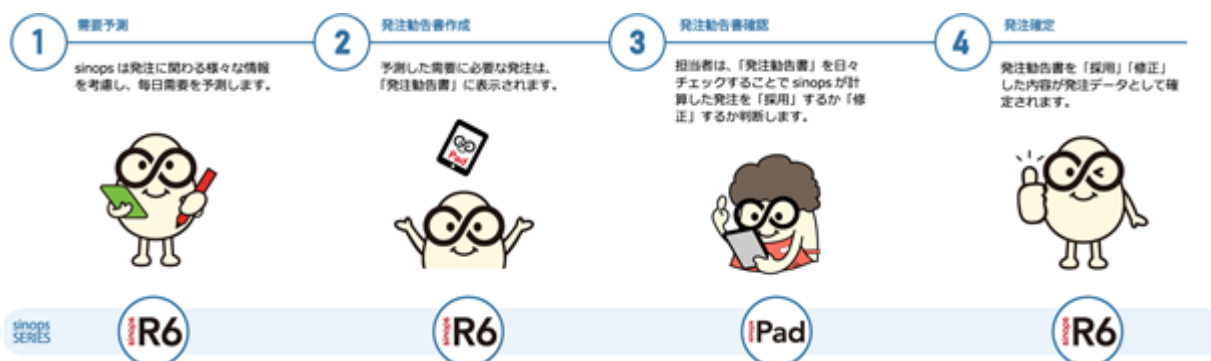 1
需要予測
sinops は発注に関わる様々な情報
を考慮し、毎日需要を予測します。
2
発注勧告書作成
予測した需要に必要な発注は、
「発注勧告書」に表示されます。
Pad
3
発注勧告書確認
担当者は、「発注勧告書」を日々
チェックすることで sinops が計
算した発注を「採用」するか「修
正」するか判断します。
4
発注確定
発注勧告書を「採用」「修正」
した内容が発注データとして確
定されます。
sinops
SERIES
sinops R6
sinops R6
sinops Pad
sinops R6